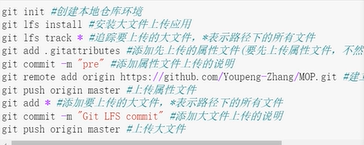 git init #创建本地仓库环境
git lfs install #安装大文件上传应用
git lfs track * #追踪要上传的大文件，*表示路径下的所有文件
git add .gitattributes #添加先上传的属性文件(要先上传属性文件，不然
git commit -m "pre" #添加属性文件上传的说明
git remote add origin https://github.com/Youpeng-Zhang/MOP.git #建
git push origin master #上传属性文件
git add * #添加要上传的大文件，*表示路径下的所有文件
git commit -m "Git LFS commit" #添加大文件上传的说明
git push origin master #上传大文件